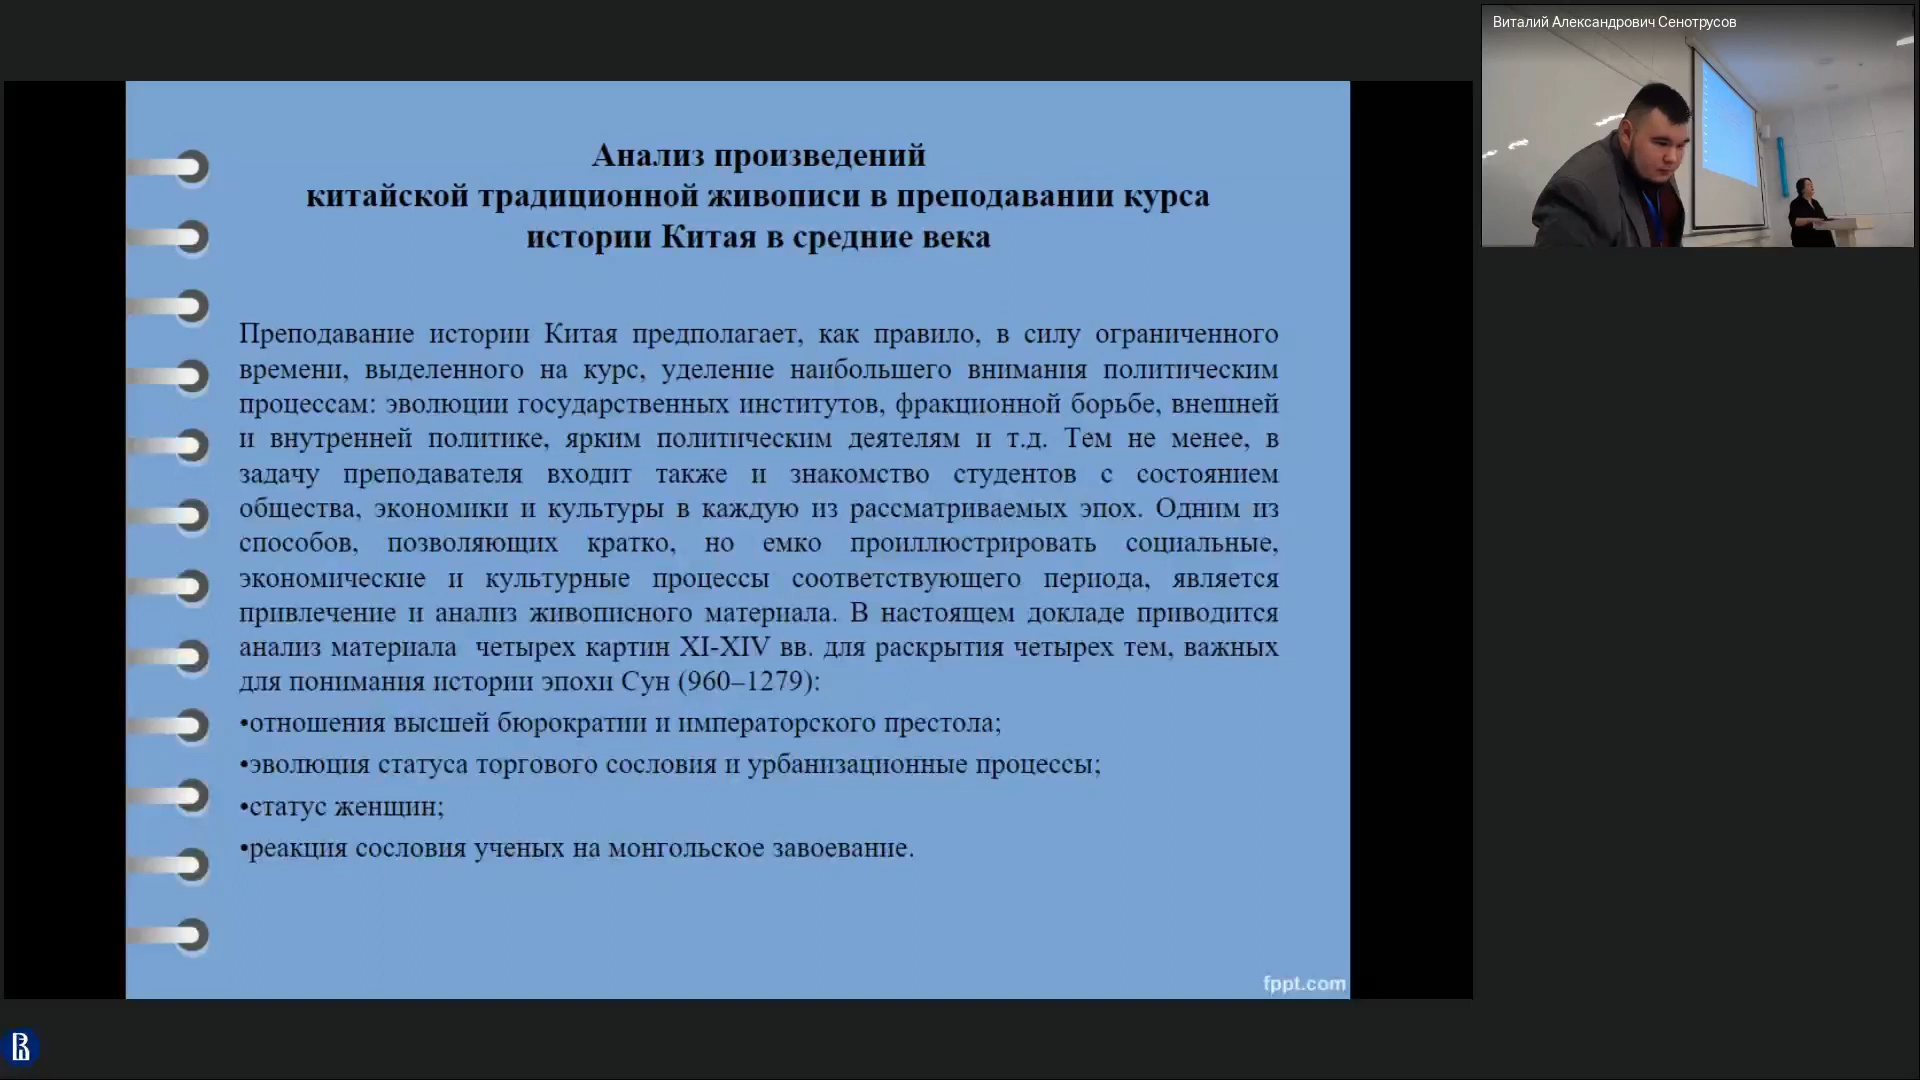 Виталий Александрович Сенотрусов
Анализ произведений
китайской традиционной живописи в преподавании курса
истории Китая в средние века
Преподавание истории Китая предполагает, как правило, в силу ограниченного
времени, выделенного на курс, уделение наибольшего внимания политическим
процессам: эволюции государственных институтов, фракционной борьбе, внешней
и внутренней политике, ярким политическим деятелям и т.д. Тем не менее, в
задачу преподавателя входит также и знакомство студентов с состоянием
общества, экономики и культуры в каждую из рассматриваемых эпох. Одним из
способов, позволяющих кратко, но емко проиллюстрировать социальные,
экономические и культурные процессы соответствующего периода, является
привлечение и анализ живописного материала. В настоящем докладе приводится
анализ материала четырех картин XI-XIV вв. для раскрытия четырех тем, важных
для понимания истории эпохи Сун (960–1279):
•отношения высшей бюрократии и императорского престола;
•эволюция статуса торгового сословия и урбанизационные процессы;
•статус женщин;
•реакция сословия ученых на монгольское завоевание.
fppt.com